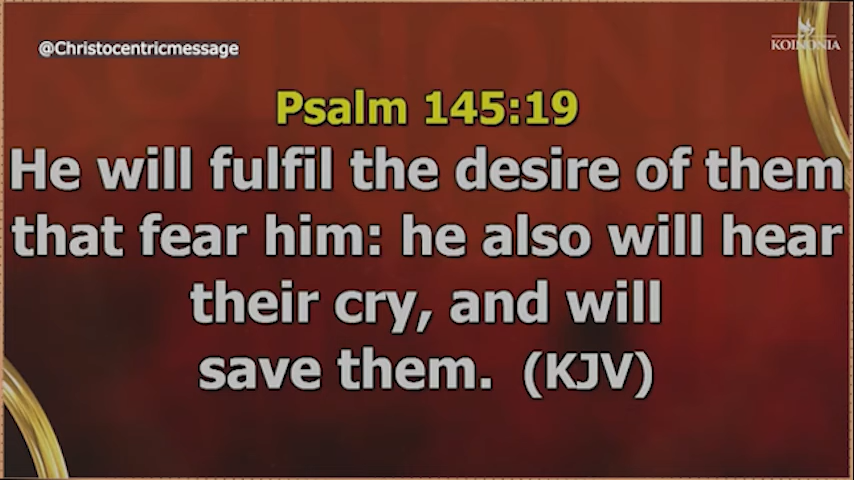 @Christocentricmessage
KOINONIA
Psalm 145:19
He will fulfil the desire of them
that fear him: he also will hear
their cry, and will
save them. (KJV)